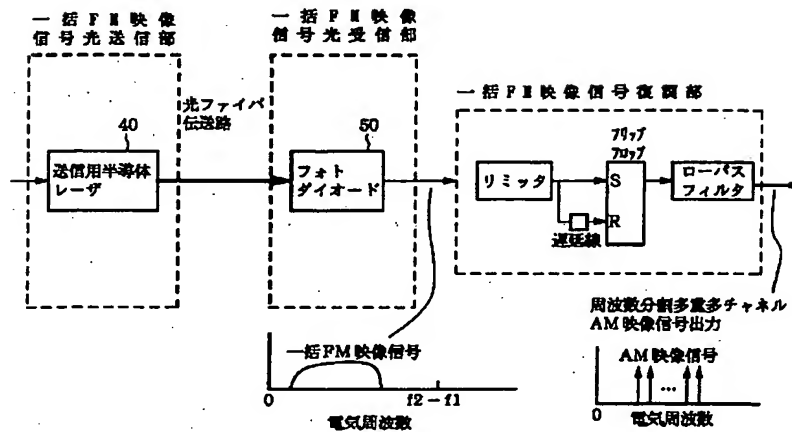 一括FM映像
信号光送信部
一括FM映像
信号光受信部
光ファイバ
伝送路
一括FM映像信号復調部
40
送信用半導体
レーザ
50
フォト
ダイオード
リミッタ
フリップ
フロップ
S
R
遅延線
ローパス
フィルタ
周波数分割多重多チャネル
AM映像信号出力
一括FM映像信号
0
f2－f1
電気周波数
AM映像信号
...
0
電気周波数